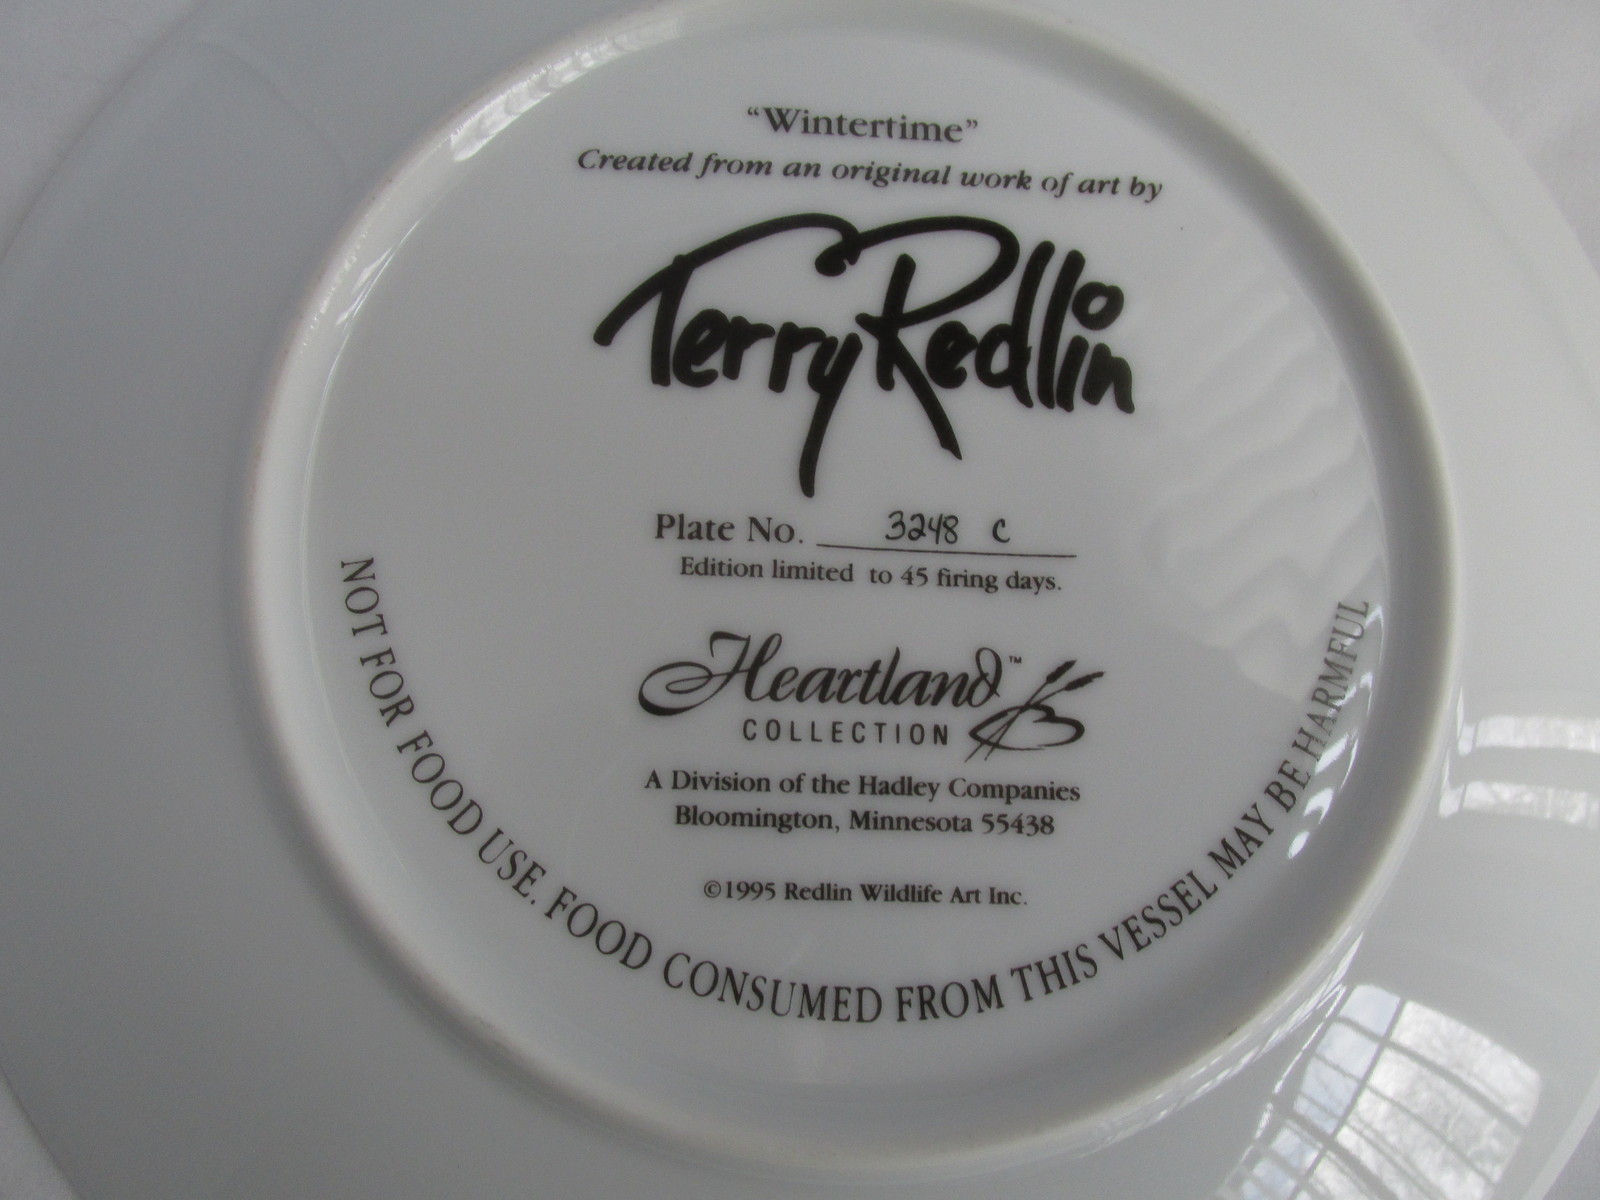 “Wintertime”
Created from an original work of art by
Terry Redlin
Plate No. 3248 C
Edition limited to 45 firing days.
Heartland™
COLLECTION
A Division of the Hadley Companies
Bloomington, Minnesota 55438
©1995 Redlin Wildlife Art Inc.
NOT FOR FOOD USE. FOOD CONSUMED FROM THIS VESSEL MAY BE HARMFUL